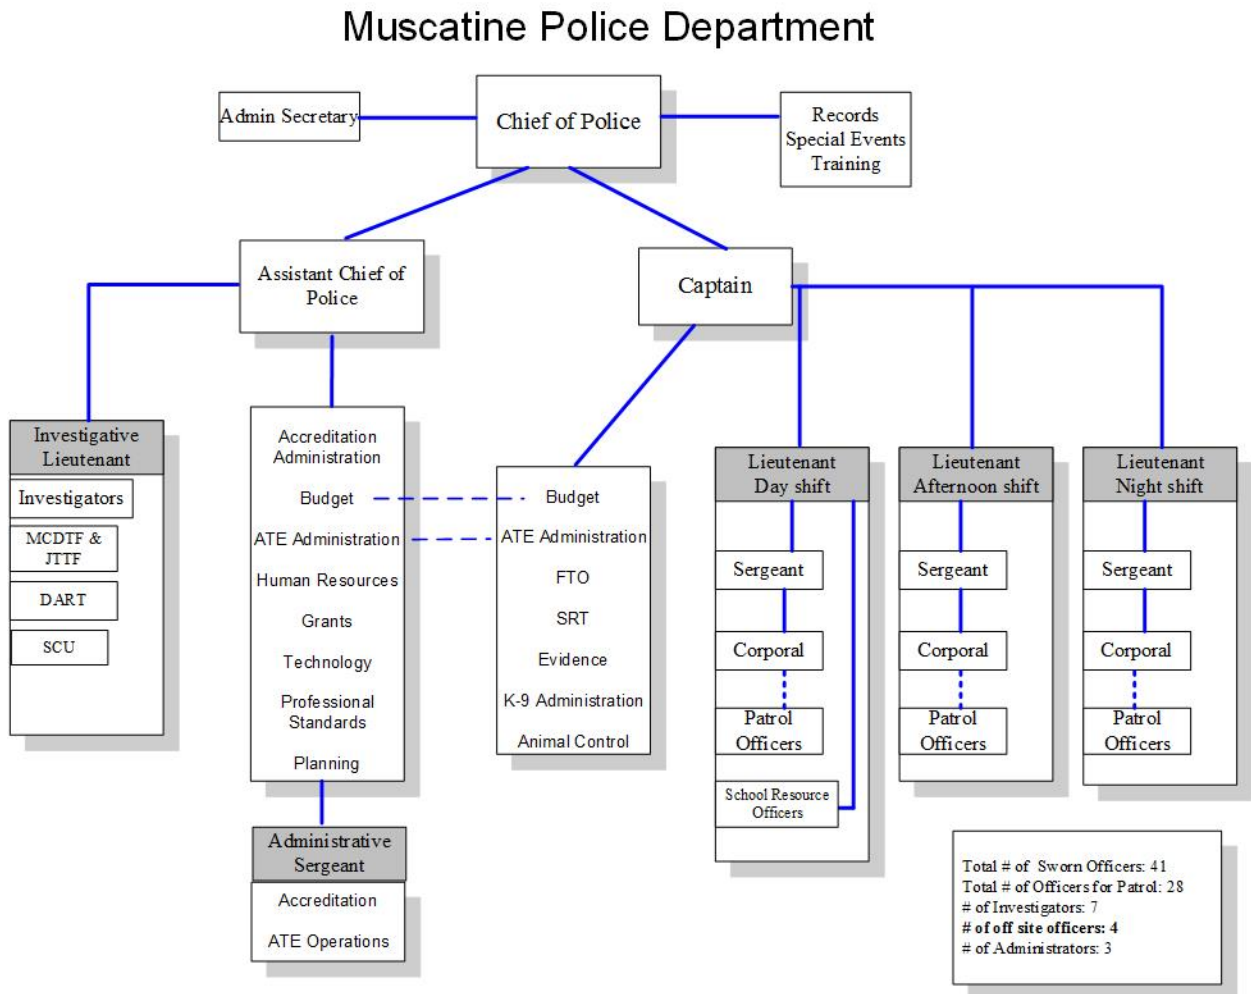 Muscatine Police Department
Admin Secretary
Chief of Police
Records
Special Events
Training
Assistant Chief of
Police
Captain
Investigative
Lieutenant
Investigators
MCDTF &
JTTF
DART
SCU
Accreditation
Administration
Budget
ATE Administration
Human Resources
Grants
Technology
Professional
Standards
Planning
Administrative
Sergeant
Accreditation
ATE Operations
Budget
ATE Administration
FTO
SRT
Evidence
K-9 Administration
Animal Control
Lieutenant
Day shift
Sergeant
Corporal
Patrol
Officers
School Resource
Officers
Lieutenant
Afternoon shift
Sergeant
Corporal
Patrol
Officers
Lieutenant
Night shift
Sergeant
Corporal
Patrol
Officers
Total # of Sworn Officers: 41
Total # of Officers for Patrol: 28
# of Investigators: 7
# of off site officers: 4
# of Administrators: 3